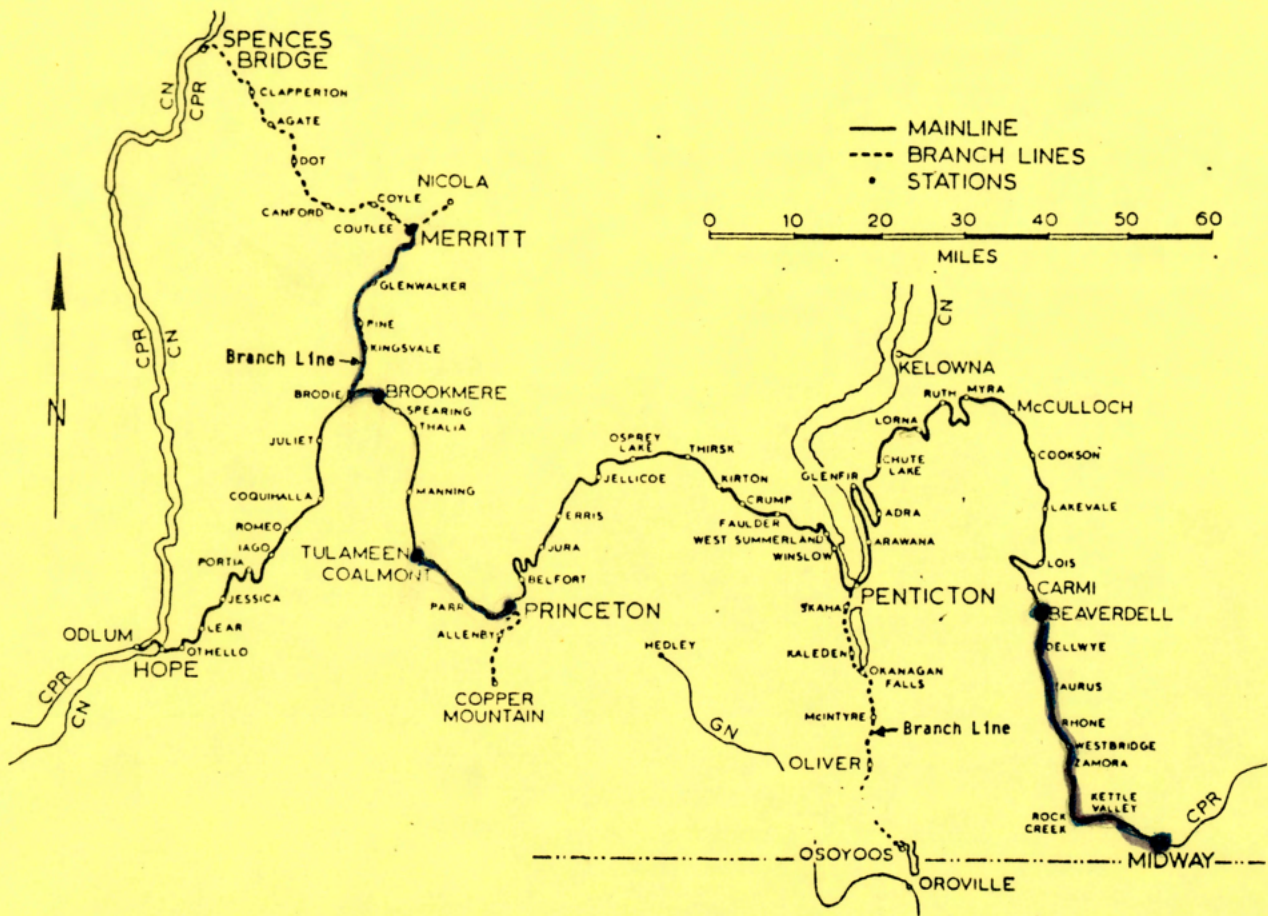 SPENCES
BRIDGE
CN
CPR
CLAPPERTON
AGATE
DOT
NICOLA
COYLE
CANFORD
COUTLEE
MERRITT
MAINLINE
BRANCH LINES
STATIONS
0 10 20 30 40 50 60
MILES
GLENWALKER
PINE
KINGSVALE
Branch Line
CPR
CN
N
BRODIE
BROOKMERE
SPEARING
THALIA
JULIET
COQUIHALLA
MANNING
ROMEO
IAGO
PORTIA
TULAMEEN
COALMONT
JESSICA
LEAR
ODLUM
OTHELLO
HOPE
CPR
CN
PARR
PRINCETON
ALLENBY
COPPER
MOUNTAIN
BELFORT
JURA
ERRIS
JELLICOE
OSPREY
LAKE
THIRSK
KIRTON
CRUMP
FAULDER
WEST SUMMERLAND
WINSLOW
CN
KELOWNA
RUTH
MYRA
McCULLOCH
LORNA
COOKSON
CHUTE
LAKE
GLENFIR
LAKEVALE
ADRA
ARAWANA
LOIS
CARMI
PENTICTON
BEAVERDELL
SKAHA
HEDLEY
KALEDEN
DELLWYE
OKANAGAN
FALLS
TAURUS
McINTYRE
Branch Line
RHONE
GN
WESTBRIDGE
ZAMORA
OLIVER
KETTLE
VALLEY
ROCK
CREEK
CPR
OSOYOOS
MIDWAY
OROVILLE